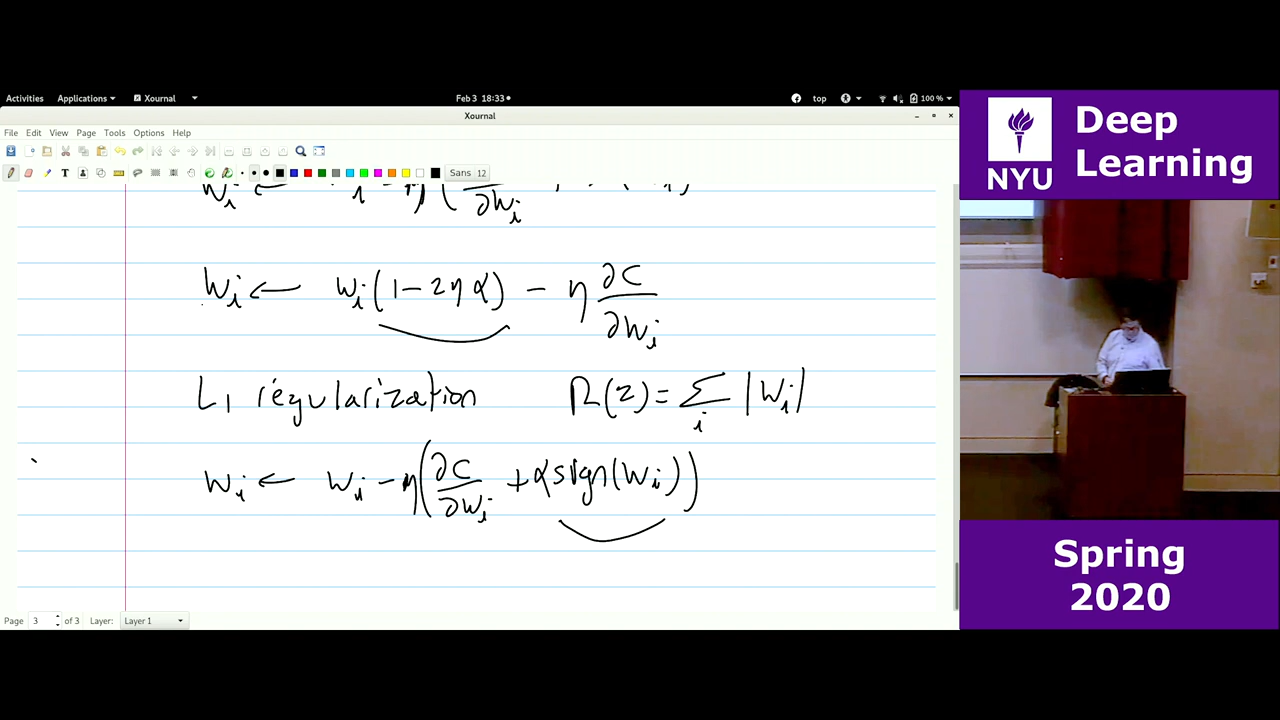 Activities Applications Xournal Feb 3 18:33 top 100 %
Xournal
File Edit View Page Tools Options Help
Sans 12
∂Wi
Wi ← Wi(1-2ηα) - η ∂C/∂Wi
L1 regularization R(z) = Σi |Wi|
Wi ← Wi - η(∂C/∂Wi + α sign(Wi))
Page 3 of 3 Layer: Layer 1
NYU
Deep
Learning
Spring
2020